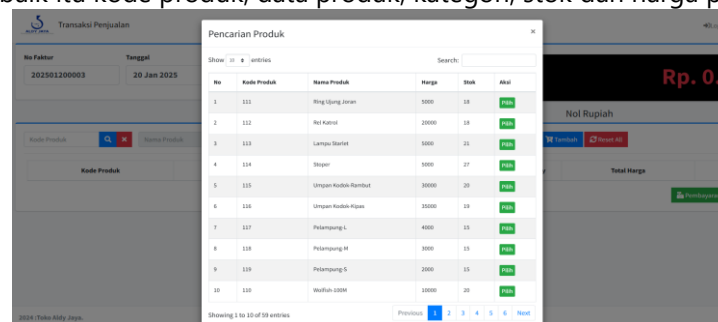 baik itu kode produk, data produk, kategori, stok dan harga p
Transaksi Penjualan
Pencarian Produk ×
No Faktur Tanggal
202501200003 20 Jan 2025
Rp. 0
Nol Rupiah
Kode Produk Nama Produk Tambah Reset All
Kode Produk Total Harga
Pembayara
Show 10 entries Search:
No Kode Produk Nama Produk Harga Stok Aksi
1 111 Ring Ujung Joran 5000 18 Pilih
2 112 Rel Katrol 20000 18 Pilih
3 113 Lampu Starlet 5000 21 Pilih
4 114 Stoper 5000 27 Pilih
5 115 Umpan Kodok-Rambut 30000 20 Pilih
6 116 Umpan Kodok-Kipas 35000 19 Pilih
7 117 Pelampung-L 4000 15 Pilih
8 118 Pelampung-M 3000 15 Pilih
9 119 Pelampung-S 2000 15 Pilih
10 110 Wolfish-100M 10000 20 Pilih
Showing 1 to 10 of 59 entries Previous 1 2 3 4 5 6 Next
2024 iToko Aldy Jaya.